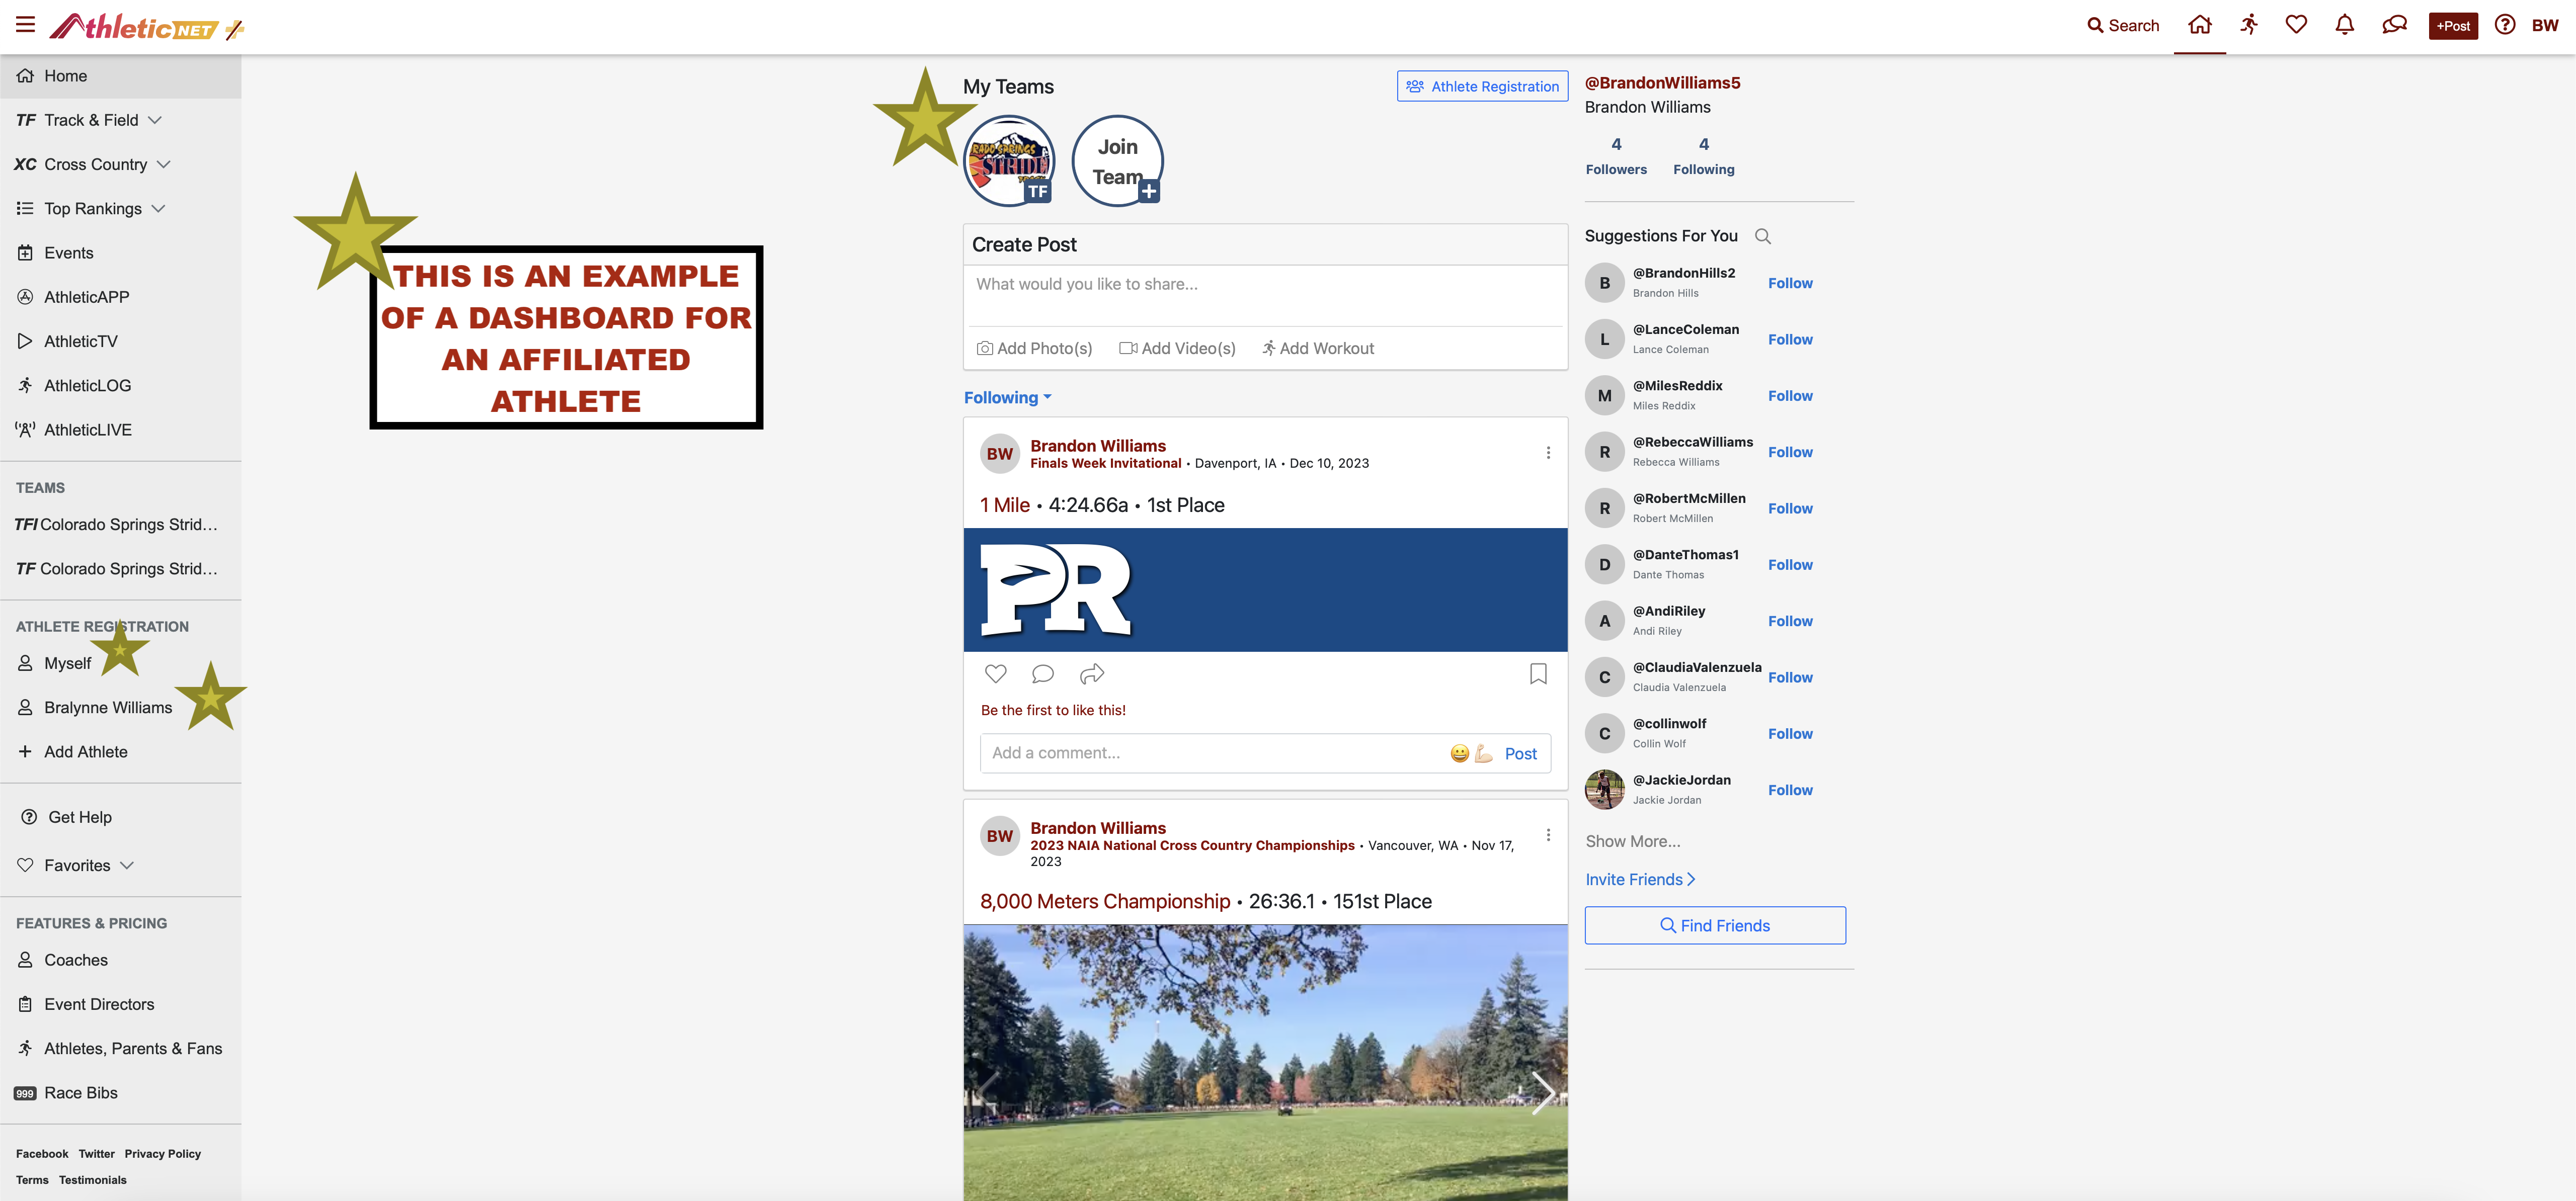 AthleticNET +
Search
+Post
BW
Home
TF Track & Field
XC Cross Country
Top Rankings
Events
AthleticAPP
AthleticTV
AthleticLOG
AthleticLIVE
TEAMS
TFI Colorado Springs Strid...
TF Colorado Springs Strid...
ATHLETE REGISTRATION
Myself
Bralynne Williams
+ Add Athlete
Get Help
Favorites
FEATURES & PRICING
Coaches
Event Directors
Athletes, Parents & Fans
999 Race Bibs
Facebook Twitter Privacy Policy
Terms Testimonials
THIS IS AN EXAMPLE
OF A DASHBOARD FOR
AN AFFILIATED
ATHLETE
My Teams
Athlete Registration
RADO SPRINGS
STRIDE
TRACK
TF
Join
Team
+
Create Post
What would you like to share...
Add Photo(s) Add Video(s) Add Workout
Following
BW
Brandon Williams
Finals Week Invitational • Davenport, IA • Dec 10, 2023
1 Mile • 4:24.66a • 1st Place
PR
Be the first to like this!
Add a comment...
Post
BW
Brandon Williams
2023 NAIA National Cross Country Championships • Vancouver, WA • Nov 17,
2023
8,000 Meters Championship • 26:36.1 • 151st Place
@BrandonWilliams5
Brandon Williams
4 4
Followers Following
Suggestions For You
B
@BrandonHills2
Brandon Hills
Follow
L
@LanceColeman
Lance Coleman
Follow
M
@MilesReddix
Miles Reddix
Follow
R
@RebeccaWilliams
Rebecca Williams
Follow
R
@RobertMcMillen
Robert McMillen
Follow
D
@DanteThomas1
Dante Thomas
Follow
A
@AndiRiley
Andi Riley
Follow
C
@ClaudiaValenzuela
Claudia Valenzuela
Follow
C
@collinwolf
Collin Wolf
Follow
@JackieJordan
Jackie Jordan
Follow
Show More...
Invite Friends
Find Friends